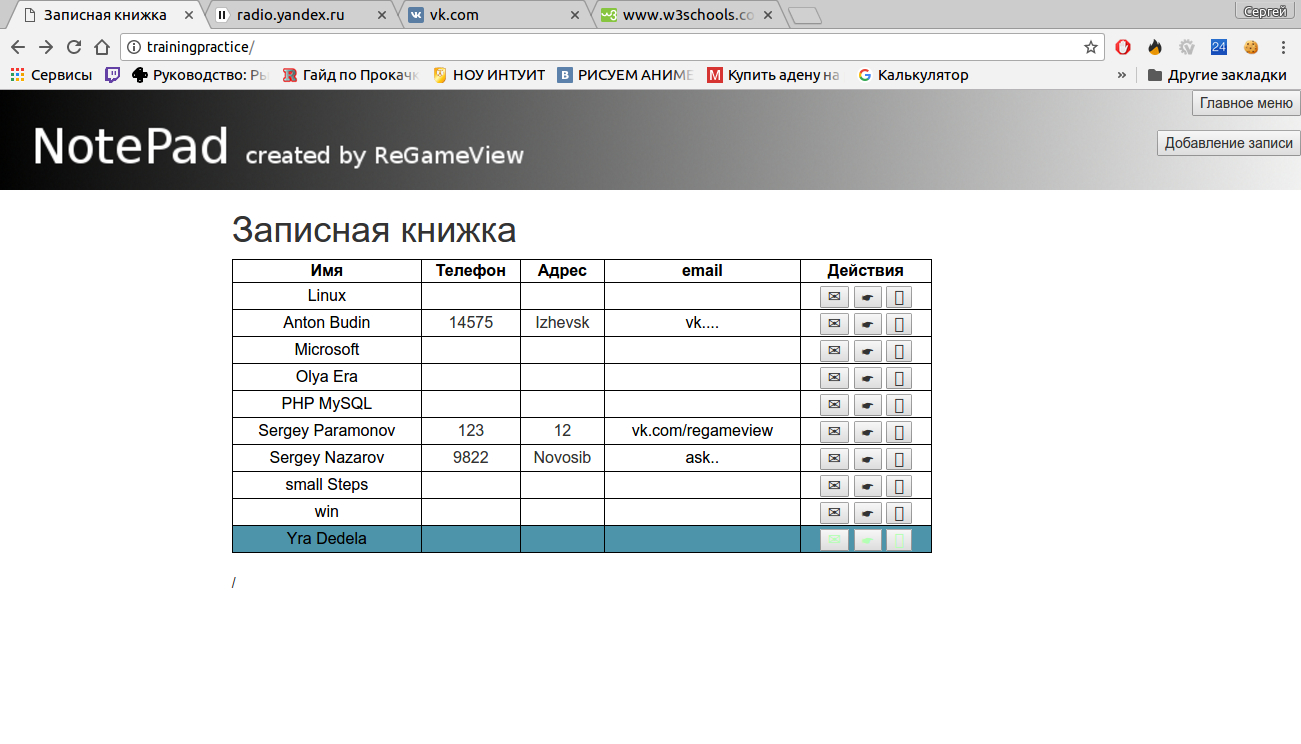 Записная книжка radio.yandex.ru vk.com www.w3schools.co Сергей
trainingpractice/ 24
Сервисы Руководство: Ры Гайд по Прокачк НОУ ИНТУИТ РИСУЕМ АНИМЕ Купить адену на Калькулятор » Другие закладки
Главное меню
NotePad created by ReGameView
Добавление записи
Записная книжка
Имя Телефон Адрес email Действия
Linux
Anton Budin 14575 Izhevsk vk....
Microsoft
Olya Era
PHP MySQL
Sergey Paramonov 123 12 vk.com/regameview
Sergey Nazarov 9822 Novosib ask..
small Steps
win
Yra Dedela
/